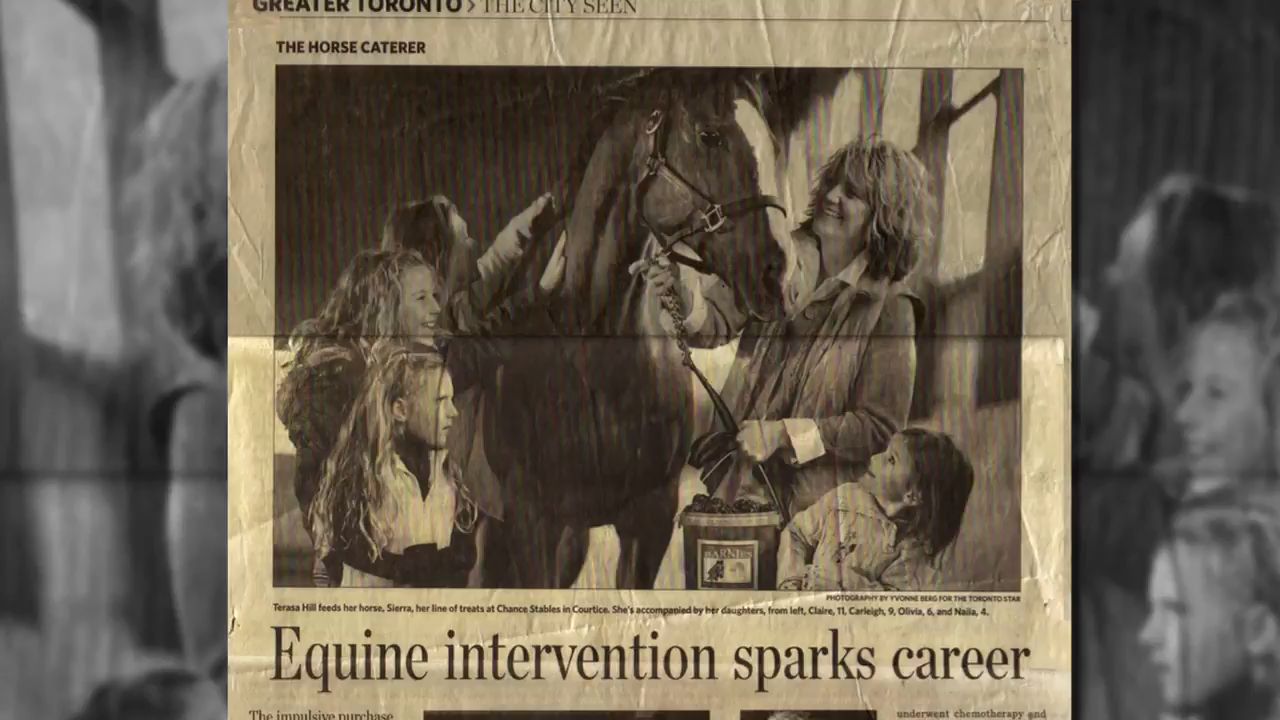 GREATER TORONTO > THE CITY SEEN
THE HORSE CATERER
BARNIES
PHOTOGRAPHY BY YVONNE BERG FOR THE TORONTO STAR
Terasa Hill feeds her horse, Sierra, her line of treats at Chance Stables in Courtice. She's accompanied by her daughters, from left, Claire, 11, Carleigh, 9, Olivia, 6, and Naila, 4.
Equine intervention sparks career
The impulsive purchase
underwent chemotherapy and